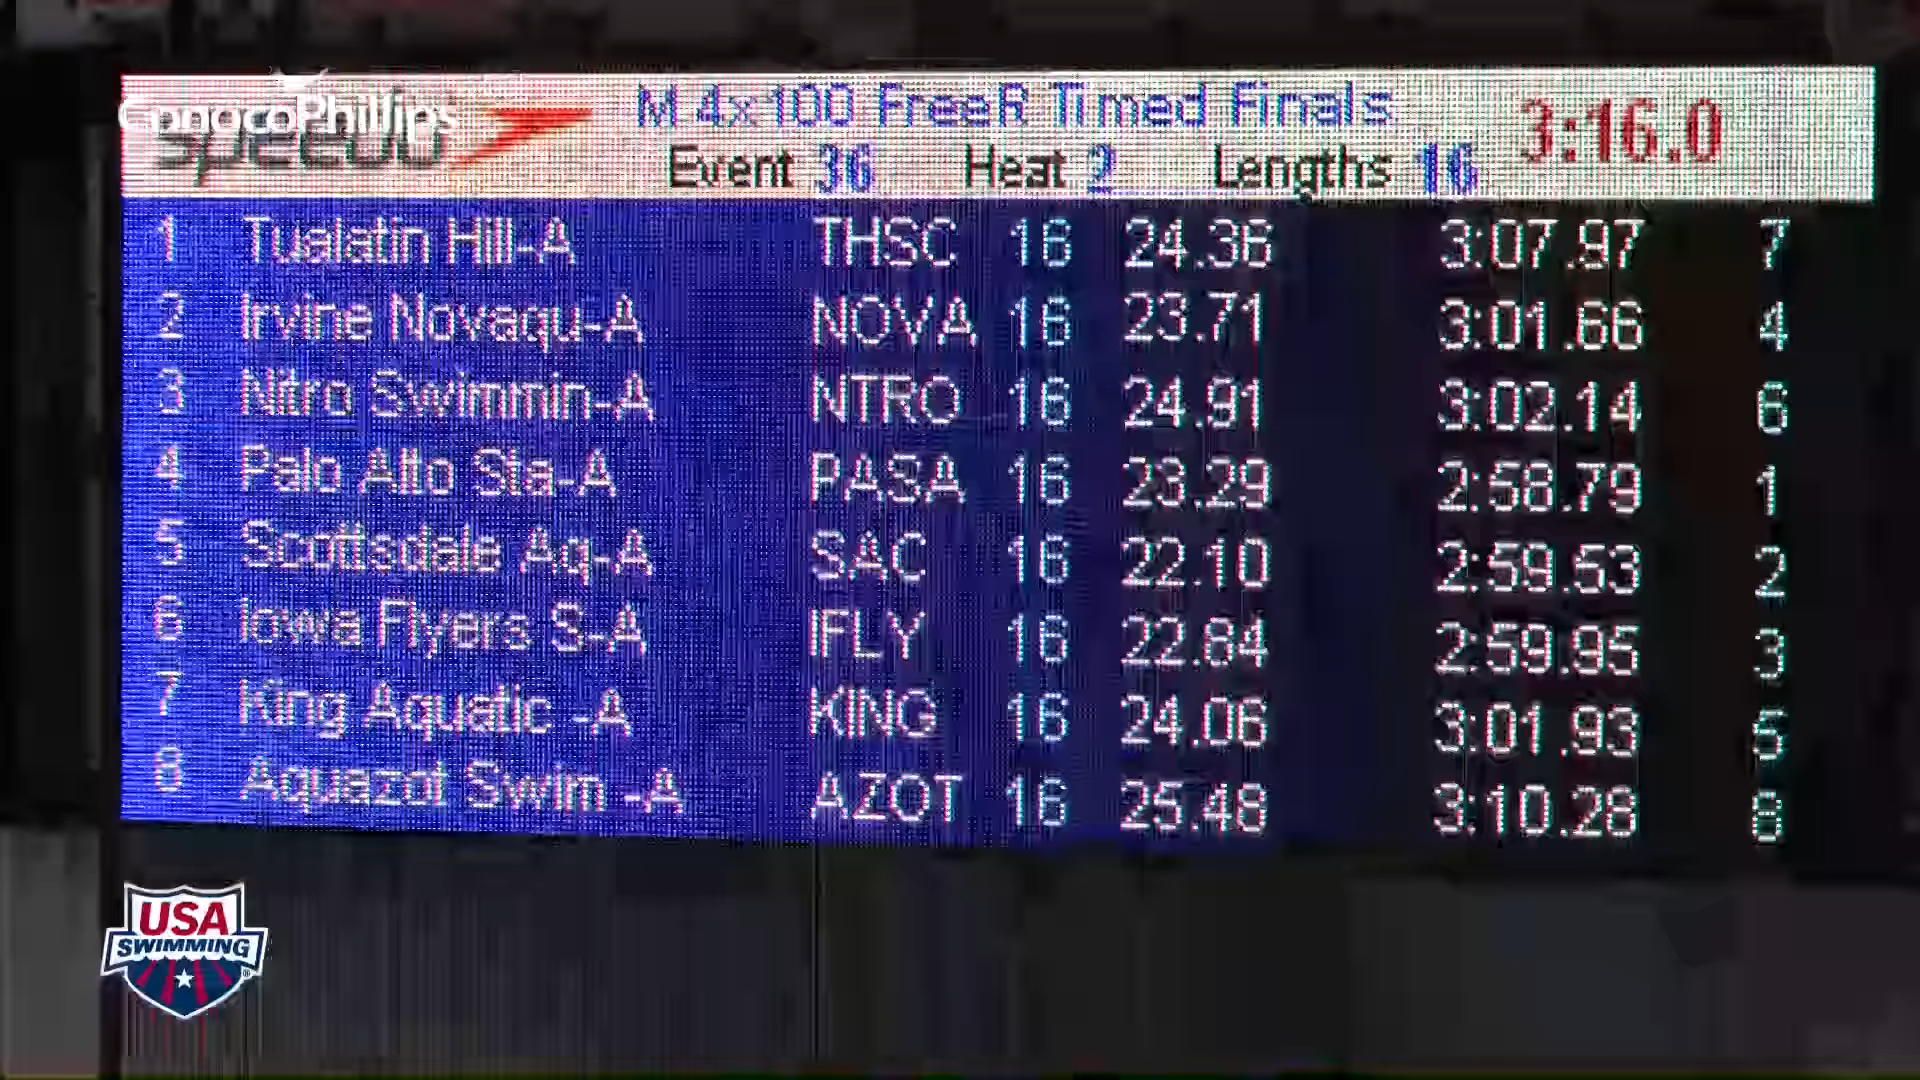 ConocoPhillips
speedo
M 4x100 FreeR Timed Finals
3:16.0
Event 36 Heat 2 Lengths 16
1 Tualatin Hill-A THSC 16 24.36 3:07.97 7
2 Irvine Novaqu-A NOVA 16 23.71 3:01.66 4
3 Nitro Swimmin-A NTRO 16 24.91 3:02.14 6
4 Palo Alto Sta-A PASA 16 23.29 2:58.79 1
5 Scottsdale Aq-A SAC 16 22.10 2:59.53 2
6 Iowa Flyers S-A IFLY 16 22.84 2:59.95 3
7 King Aquatic -A KING 16 24.06 3:01.93 5
8 Aquazot Swim -A AZOT 16 25.48 3:10.28 8
USA
SWIMMING